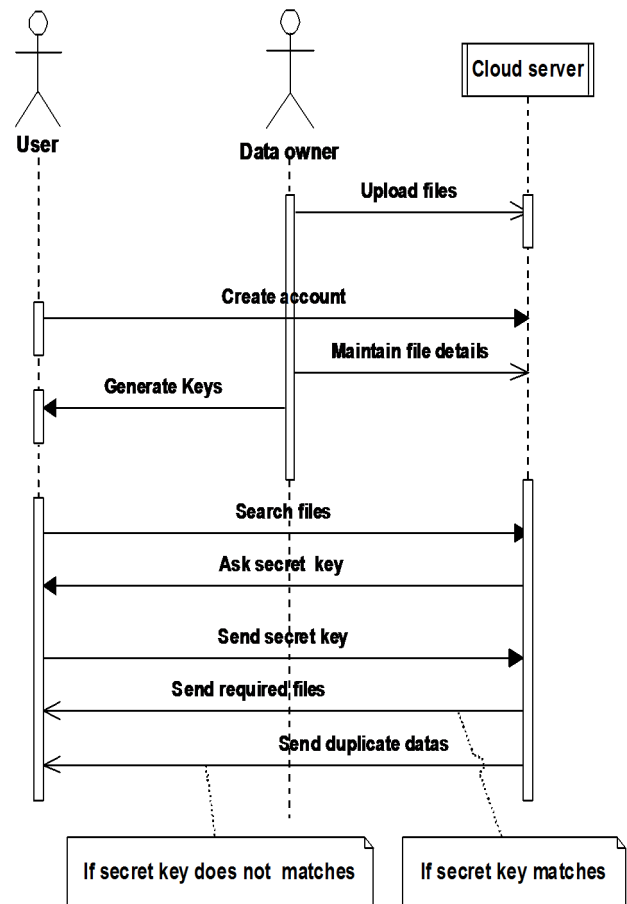 Cloud server
User
Data owner
Upload files
Create account
Maintain file details
Generate Keys
Search files
Ask secret key
Send secret key
Send required files
Send duplicate datas
If secret key does not matches
If secret key matches